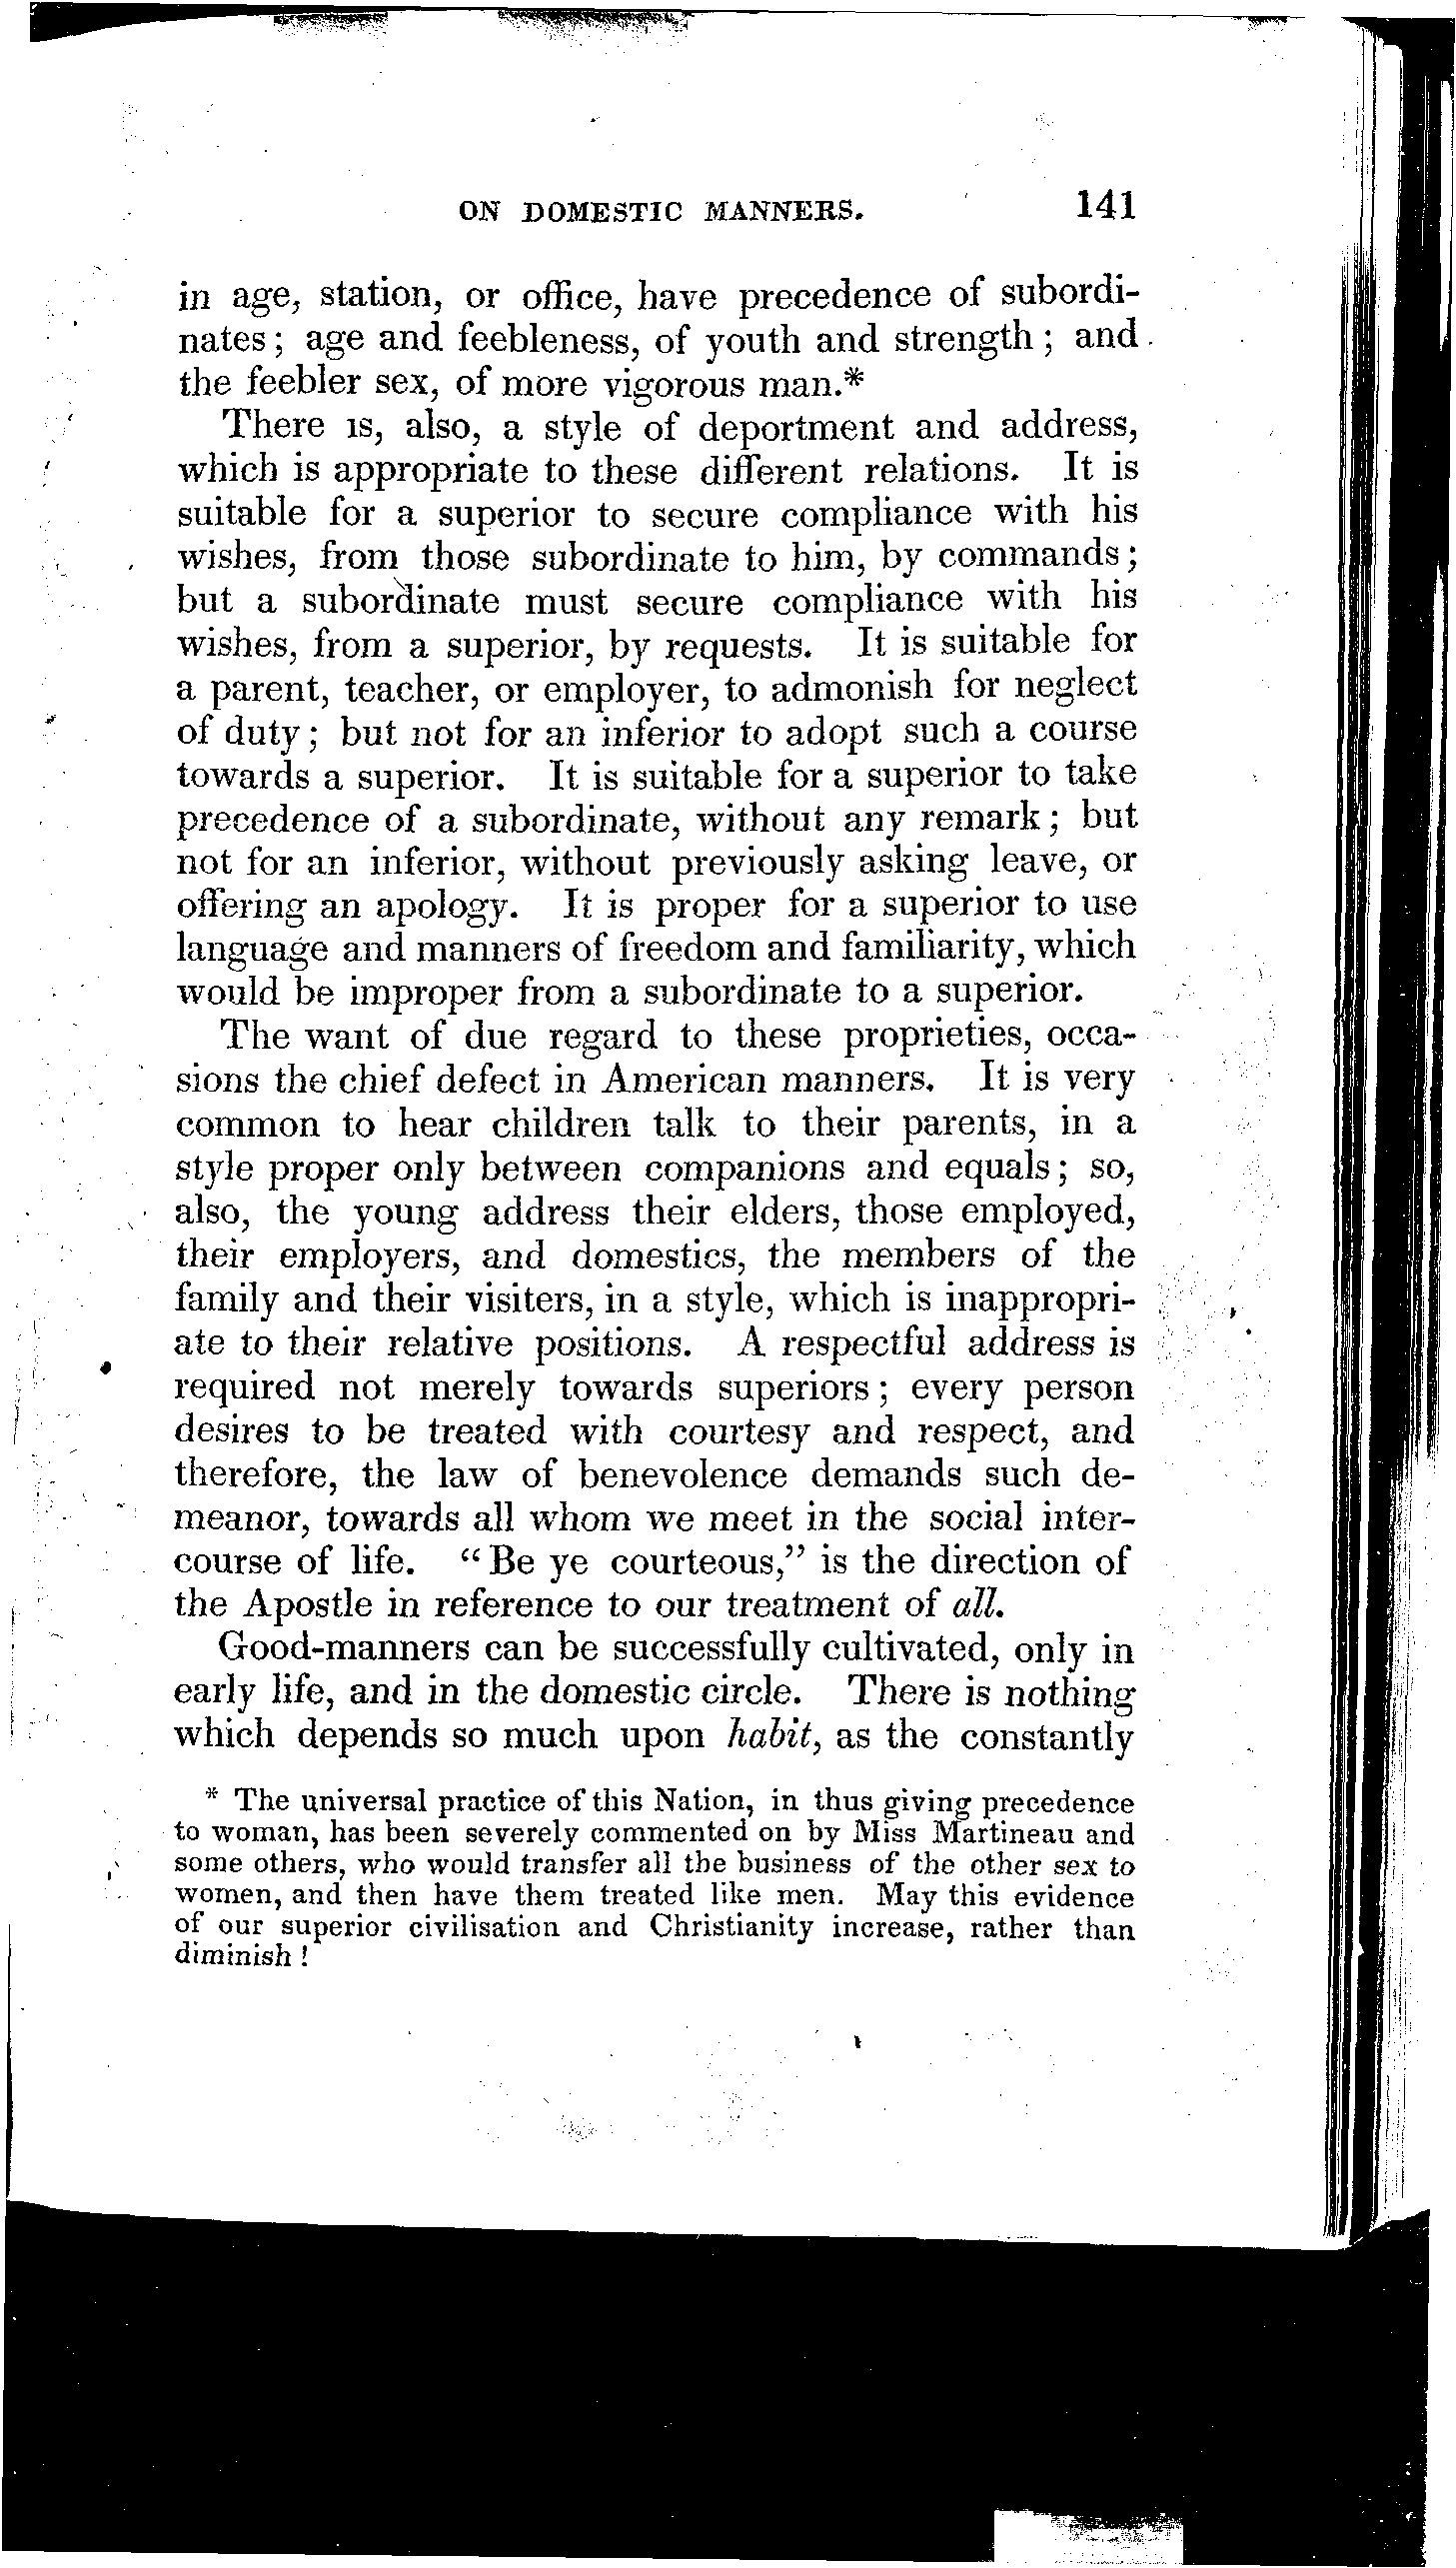 ON DOMESTIC MANNERS. 141
in age, station, or office, have precedence of subordi-
nates; age and feebleness, of youth and strength; and
the feebler sex, of more vigorous man.*
There is, also, a style of deportment and address,
which is appropriate to these different relations. It is
suitable for a superior to secure compliance with his
wishes, from those subordinate to him, by commands;
but a subordinate must secure compliance with his
wishes, from a superior, by requests. It is suitable for
a parent, teacher, or employer, to admonish for neglect
of duty; but not for an inferior to adopt such a course
towards a superior. It is suitable for a superior to take
precedence of a subordinate, without any remark; but
not for an inferior, without previously asking leave, or
offering an apology. It is proper for a superior to use
language and manners of freedom and familiarity, which
would be improper from a subordinate to a superior.
The want of due regard to these proprieties, occa-
sions the chief defect in American manners. It is very
common to hear children talk to their parents, in a
style proper only between companions and equals; so,
also, the young address their elders, those employed,
their employers, and domestics, the members of the
family and their visiters, in a style, which is inappropri-
ate to their relative positions. A respectful address is
required not merely towards superiors; every person
desires to be treated with courtesy and respect, and
therefore, the law of benevolence demands such de-
meanor, towards all whom we meet in the social inter-
course of life. "Be ye courteous," is the direction of
the Apostle in reference to our treatment of all.
Good-manners can be successfully cultivated, only in
early life, and in the domestic circle. There is nothing
which depends so much upon habit, as the constantly
* The universal practice of this Nation, in thus giving precedence
to woman, has been severely commented on by Miss Martineau and
some others, who would transfer all the business of the other sex to
women, and then have them treated like men. May this evidence
of our superior civilisation and Christianity increase, rather than
diminish!